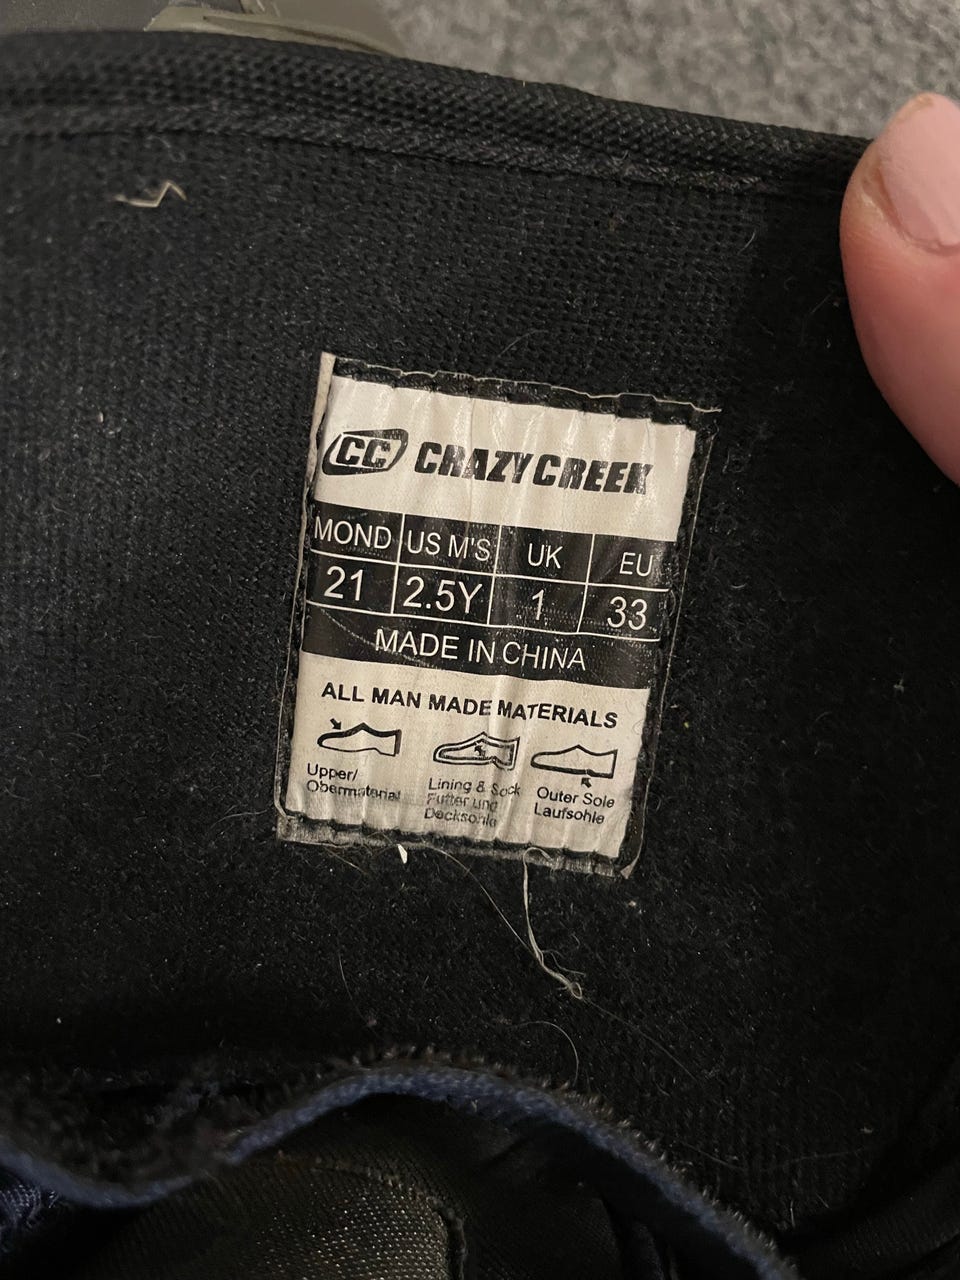 CC CRAZY CREEK
MOND US M'S UK EU
21 2.5Y 1 33
MADE IN CHINA
ALL MAN MADE MATERIALS
Upper/
Obermaterial
Lining & Sock
Futter und
Decksohle
Outer Sole
Laufsohle